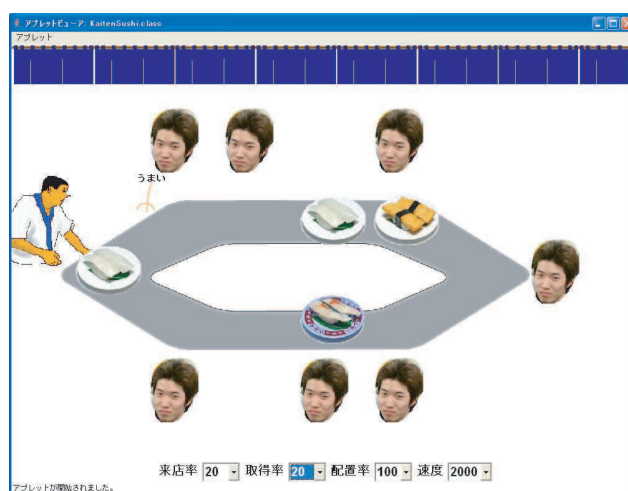 アプレットビューア: KaitenSushi.class
アプレット
うまい
来店率 20 取得率 20 配置率 100 速度 2000
アプレットが開始されました。